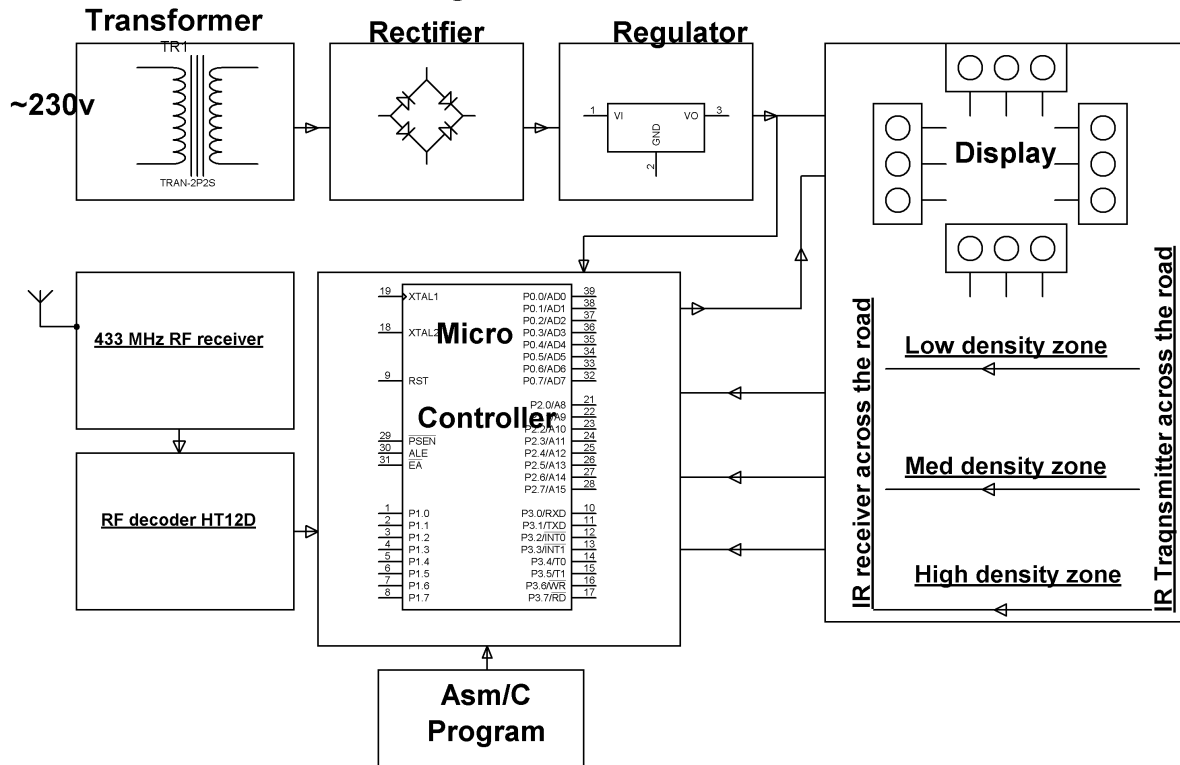 Transformer
Rectifier
Regulator
~230v
TR1
TRAN-2P2S
1
VI
VO
3
GND
2
Display
433 MHz RF receiver
RF decoder HT12D
Micro
Controller
19
XTAL1
18
XTAL2
9
RST
29
PSEN
30
ALE
31
EA
1
P1.0
2
P1.1
3
P1.2
4
P1.3
5
P1.4
6
P1.5
7
P1.6
8
P1.7
P0.0/AD0
39
P0.1/AD1
38
P0.2/AD2
37
P0.3/AD3
36
P0.4/AD4
35
P0.5/AD5
34
P0.6/AD6
33
P0.7/AD7
32
P2.0/A8
21
22
P2.2/A10
23
P2.3/A11
24
P2.4/A12
25
P2.5/A13
26
P2.6/A14
27
P2.7/A15
28
P3.0/RXD
10
P3.1/TXD
11
P3.2/INT0
12
P3.3/INT1
13
P3.4/T0
14
P3.5/T1
15
P3.6/WR
16
P3.7/RD
17
IR receiver across the road
Low density zone
Med density zone
High density zone
IR Traqnsmitter across the road
Asm/C
Program